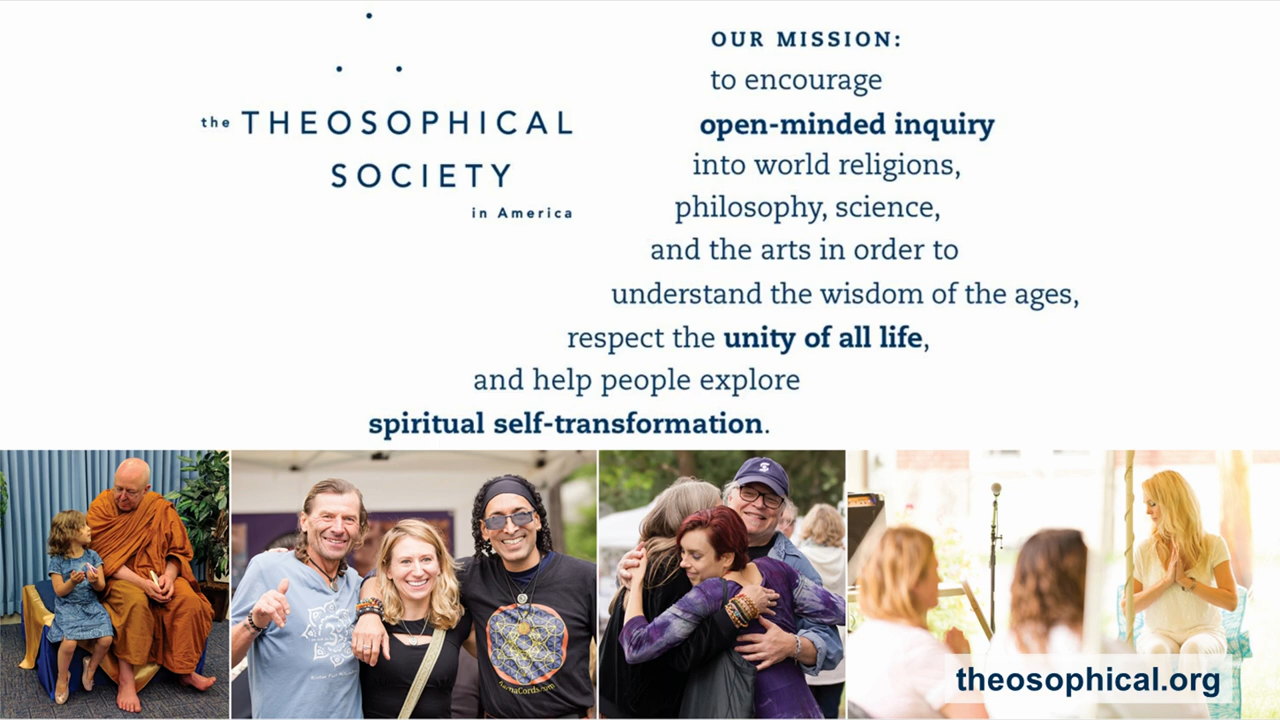 the THEOSOPHICAL
SOCIETY
in America
OUR MISSION:
to encourage
open-minded inquiry
into world religions,
philosophy, science,
and the arts in order to
understand the wisdom of the ages,
respect the unity of all life,
and help people explore
spiritual self-transformation.
theosophical.org